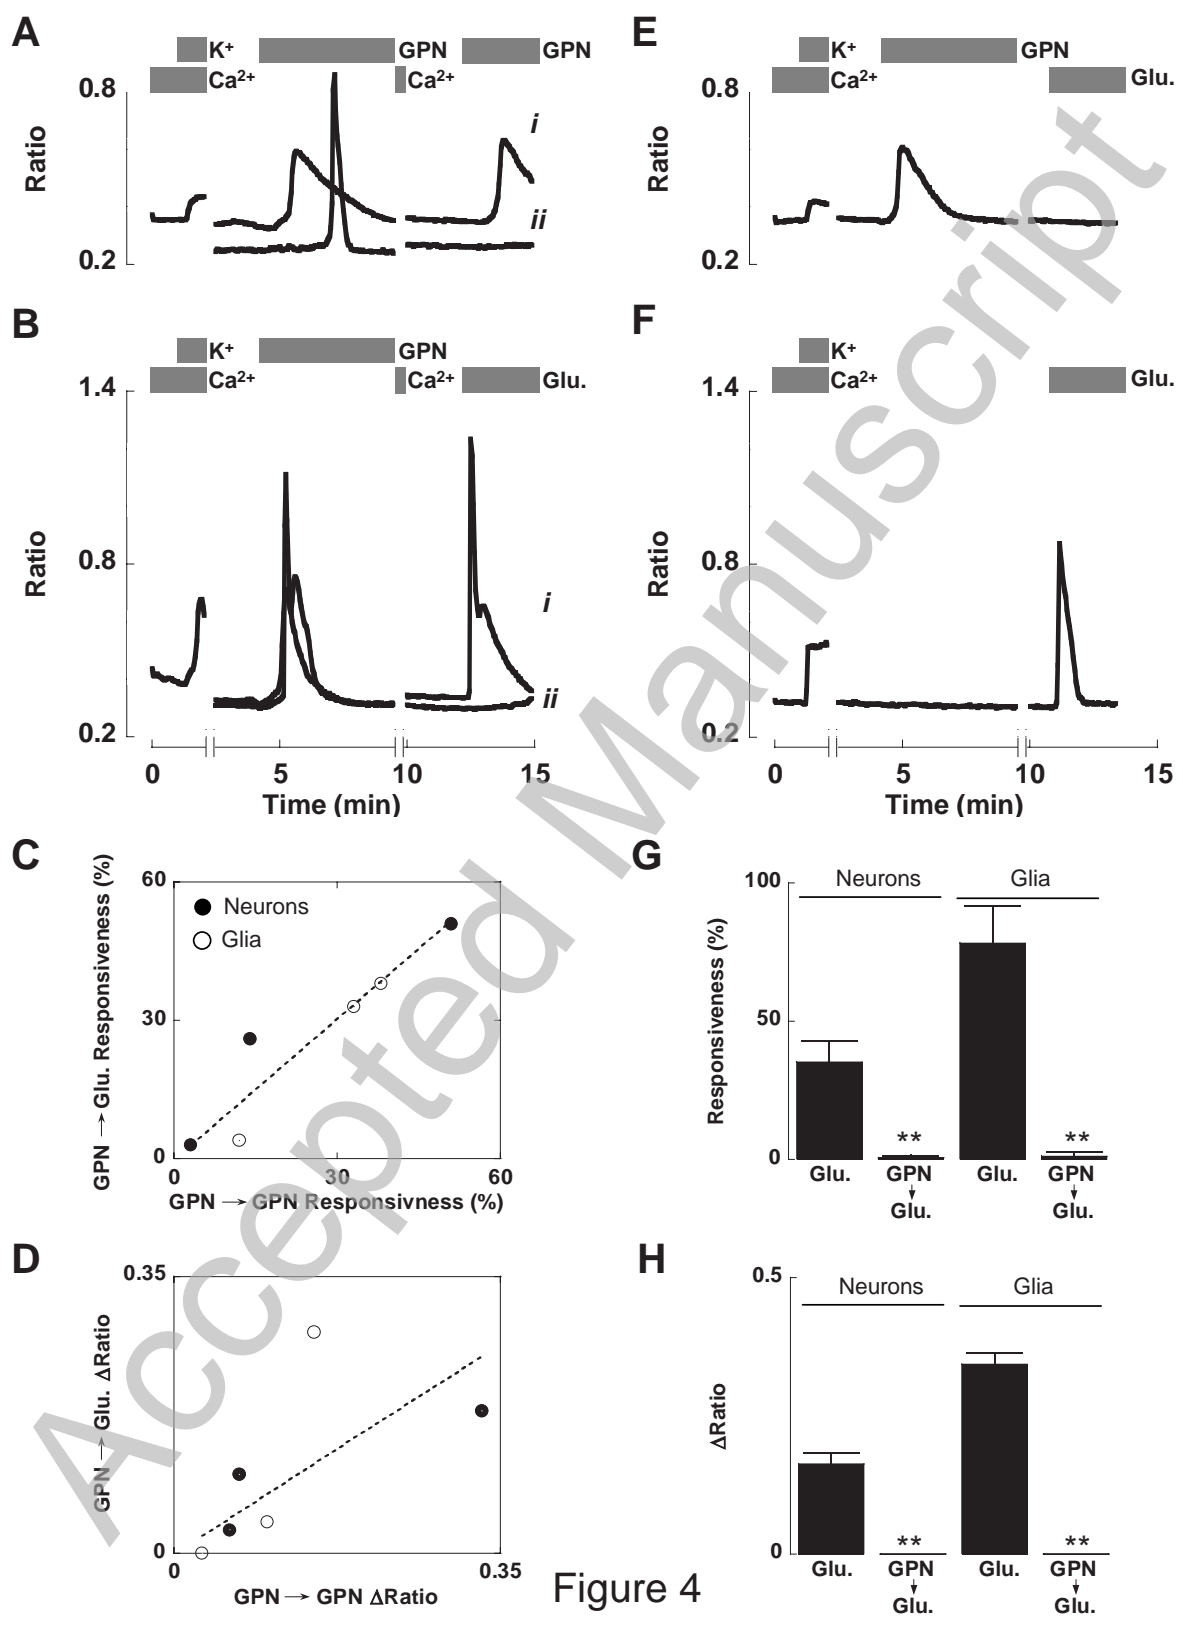 A
K+
GPN
GPN
Ca2+
Ca2+
0.8
Ratio
0.2
i
ii
E
K+
GPN
Ca2+
Glu.
0.8
Ratio
0.2
B
K+
GPN
Ca2+
Ca2+
Glu.
1.4
0.8
Ratio
0.2
i
ii
0 5 10 15
Time (min)
F
K+
Ca2+
Glu.
1.4
0.8
Ratio
0.2
0 5 10 15
Time (min)
C
GPN → Glu. Responsiveness (%)
60
30
0
Neurons
Glia
0 30 60
GPN → GPN Responsivness (%)
G
Responsiveness (%)
100
50
0
Neurons Glia
** **
Glu. GPN Glu. GPN
↓ ↓
Glu. Glu.
D
GPN → Glu. ΔRatio
0.35
0
0 0.35
GPN → GPN ΔRatio
H
ΔRatio
0.5
0
Neurons Glia
** **
Glu. GPN Glu. GPN
↓ ↓
Glu. Glu.
Figure 4
Accepted Manuscript